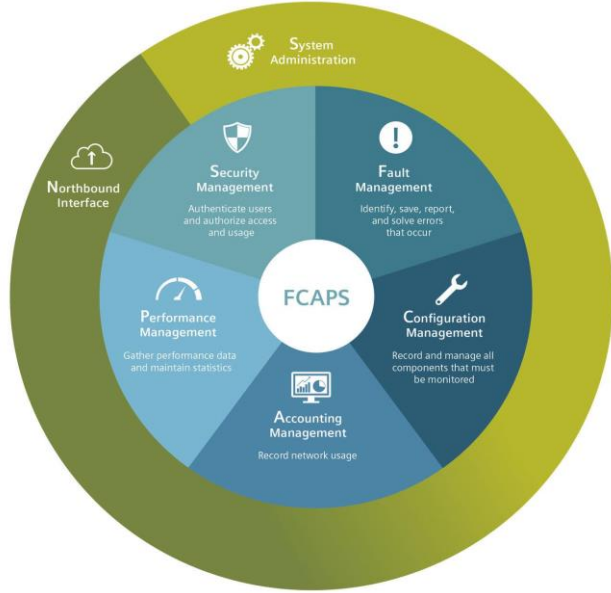 System
Administration
Northbound
Interface
Security
Management
Authenticate users
and authorize access
and usage
Fault
Management
Identify, save, report,
and solve errors
that occur
FCAPS
Performance
Management
Gather performance data
and maintain statistics
Configuration
Management
Record and manage all
components that must
be monitored
Accounting
Management
Record network usage